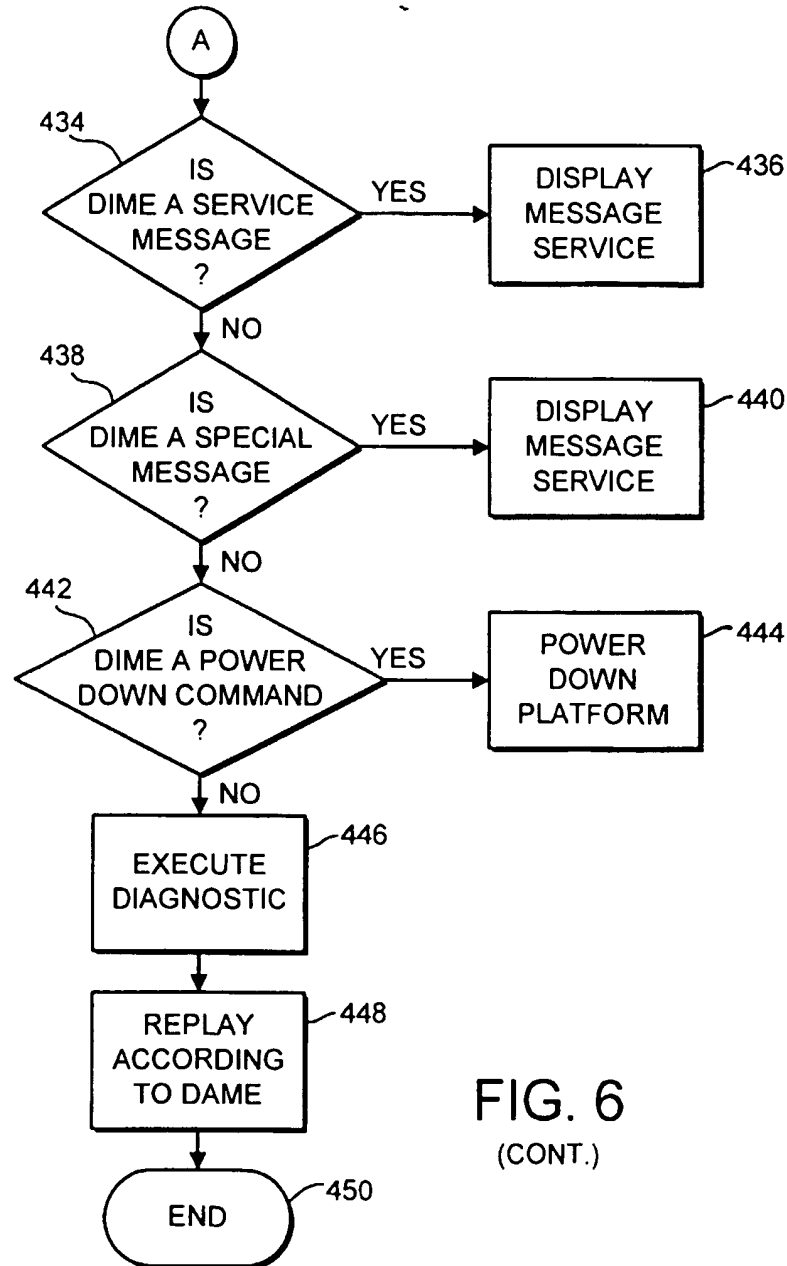 A
434
IS
DIME A SERVICE
MESSAGE
?
YES
DISPLAY
MESSAGE
SERVICE
436
NO
438
IS
DIME A SPECIAL
MESSAGE
?
YES
DISPLAY
MESSAGE
SERVICE
440
NO
442
IS
DIME A POWER
DOWN COMMAND
?
YES
POWER
DOWN
PLATFORM
444
NO
EXECUTE
DIAGNOSTIC
446
REPLAY
ACCORDING
TO DAME
448
END
450
FIG. 6
(CONT.)